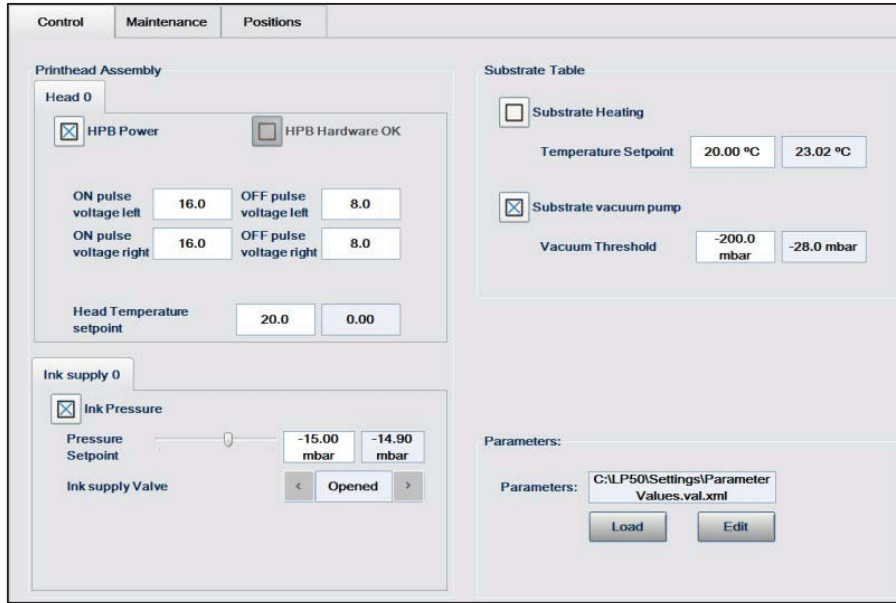 Control Maintenance Positions
Printhead Assembly
Head 0
HPB Power HPB Hardware OK
ON pulse
voltage left
16.0
OFF pulse
voltage left
8.0
ON pulse
voltage right
16.0
OFF pulse
voltage right
8.0
Head Temperature
setpoint
20.0 0.00
Ink supply 0
Ink Pressure
Pressure
Setpoint
-15.00
mbar
-14.90
mbar
Ink supply Valve < Opened >
Substrate Table
Substrate Heating
Temperature Setpoint 20.00 ºC 23.02 ºC
Substrate vacuum pump
Vacuum Threshold
-200.0
mbar
-28.0 mbar
Parameters:
Parameters:
C:\LP50\Settings\Parameter
Values.val.xml
Load Edit